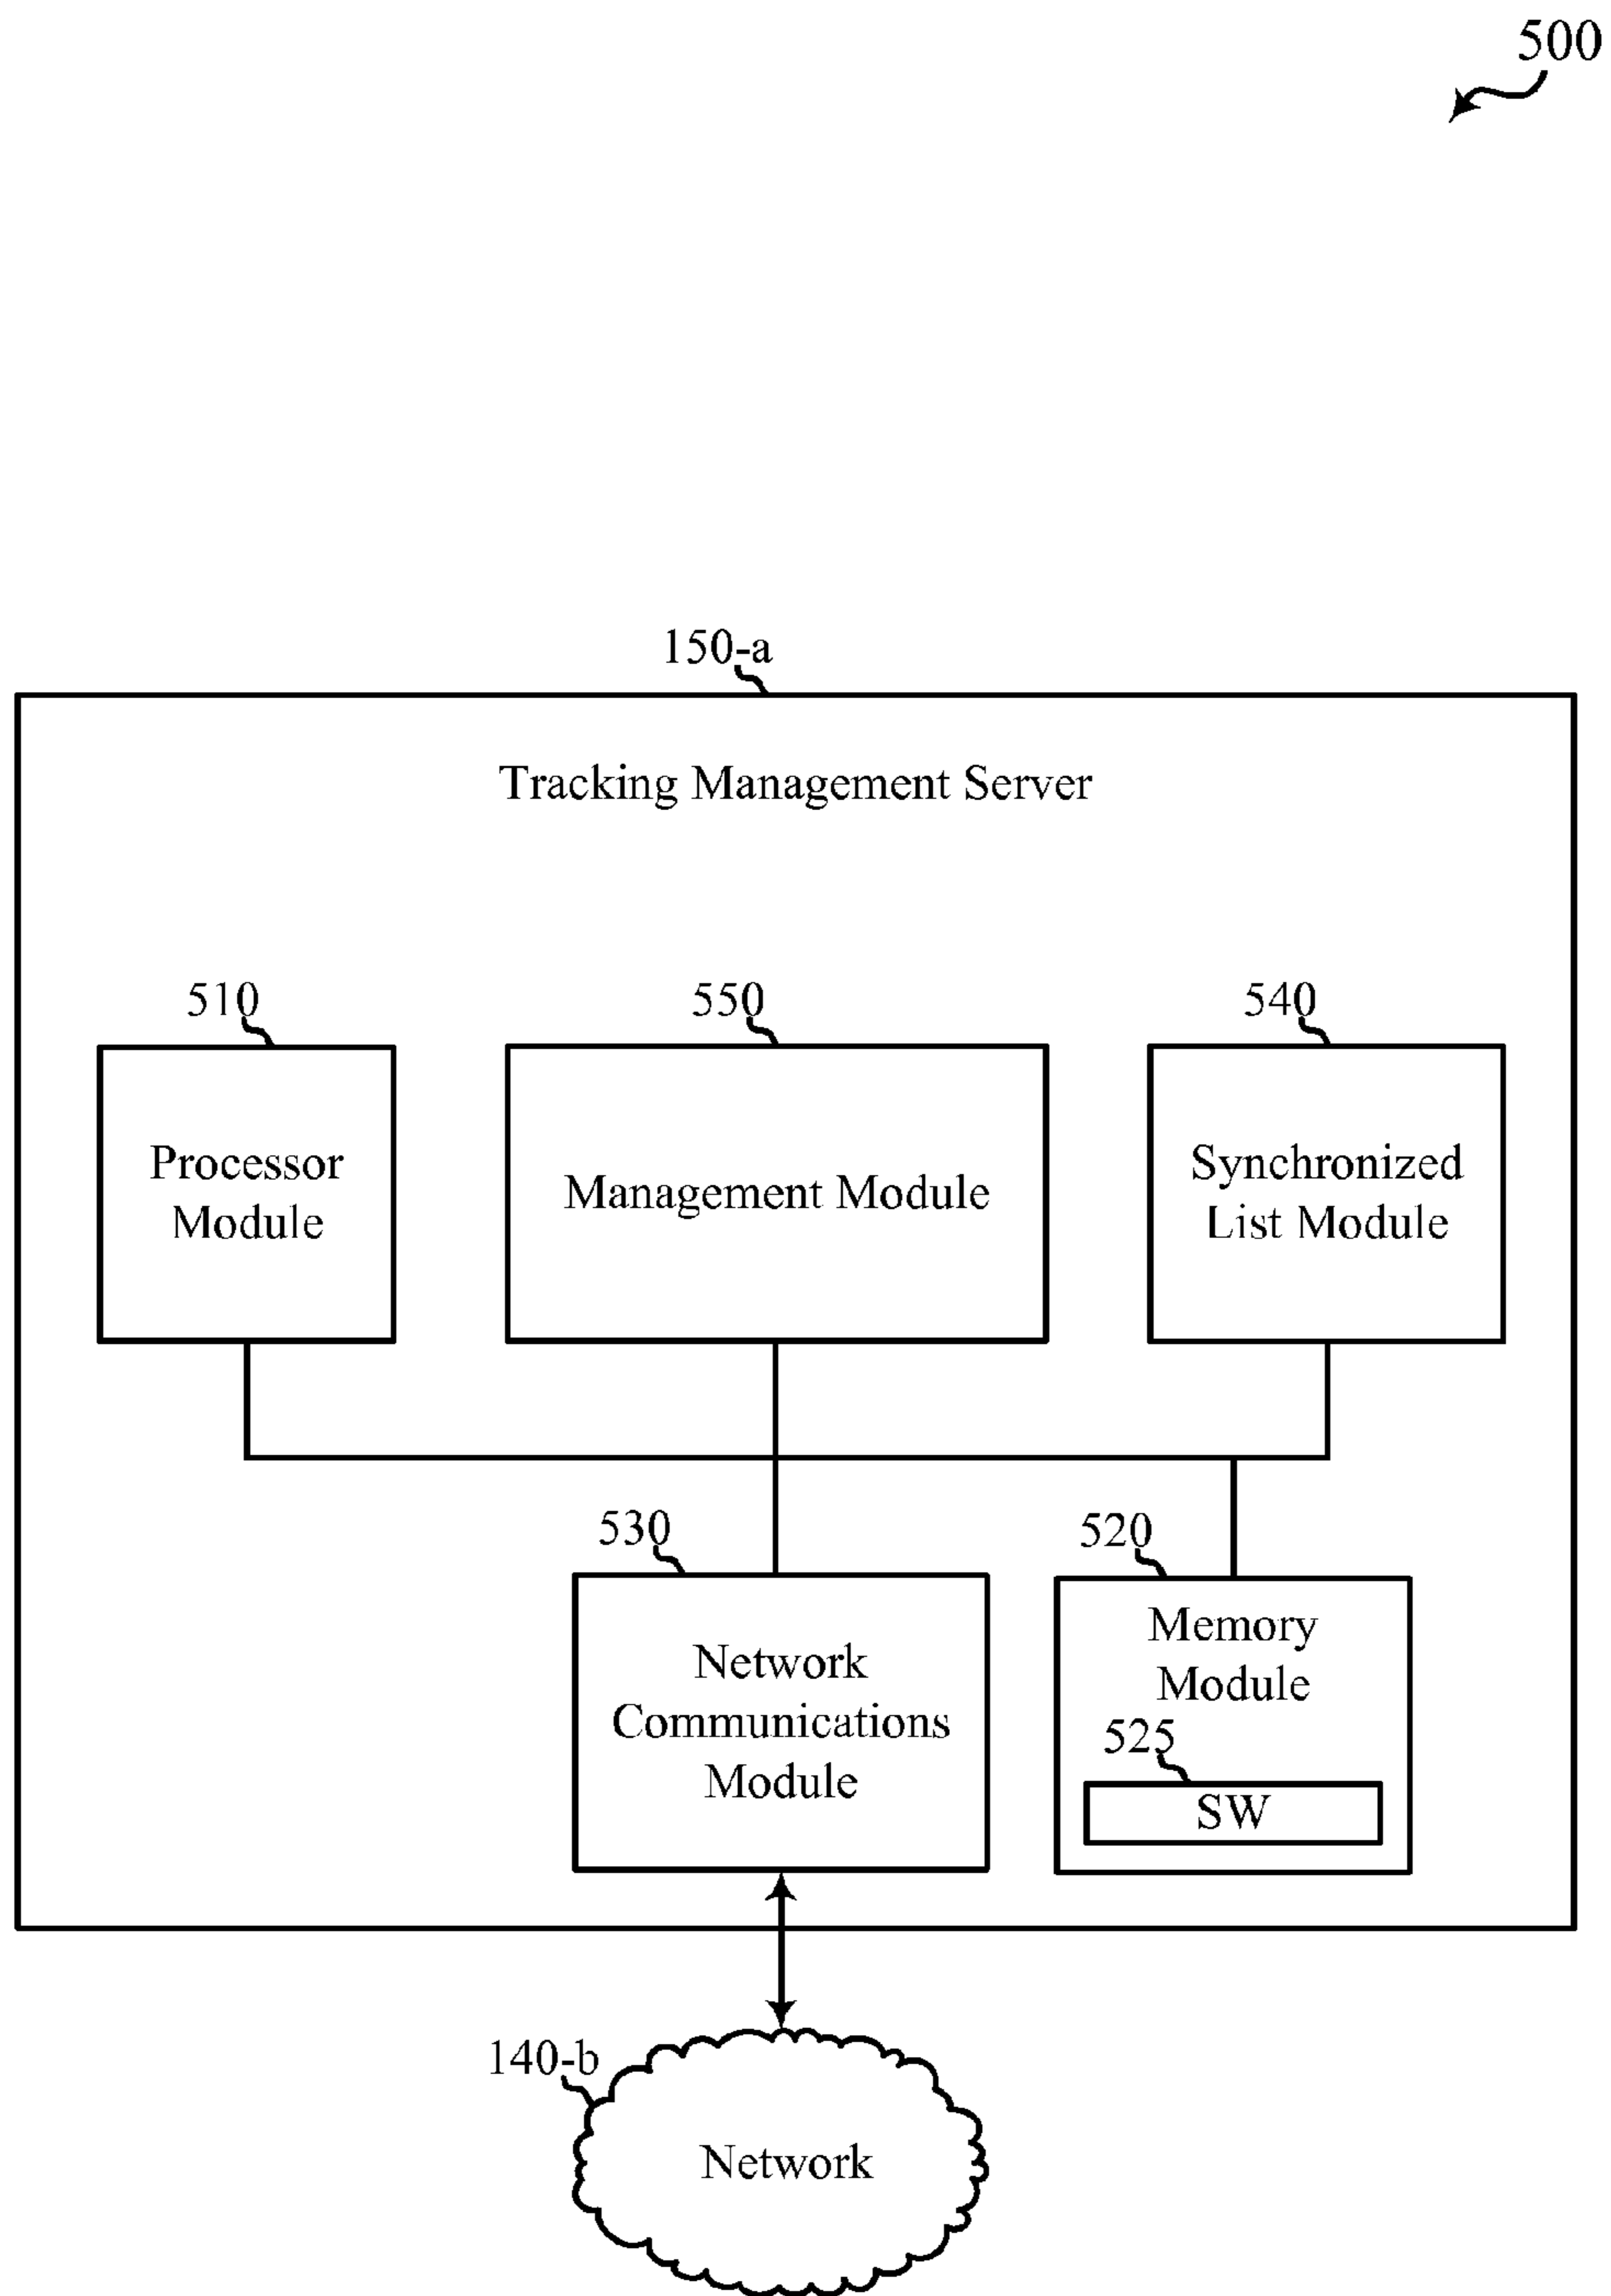 500
150-a
Tracking Management Server
510
550
540
Processor
Module
Management Module
Synchronized
List Module
530
520
Network
Communications
Module
Memory
Module
525
SW
140-b
Network